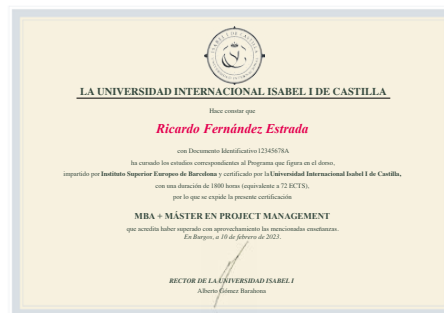 ISABEL I DE CASTILLA
LA UNIVERSIDAD INTERNACIONAL ISABEL I DE CASTILLA
Hace constar que
Ricardo Fernández Estrada
con Documento Identificativo 12345678A
ha cursado los estudios correspondientes al Programa que figura en el dorso,
impartido por Instituto Superior Europeo de Barcelona y certificado por la Universidad Internacional Isabel I de Castilla,
con una duración de 1800 horas (equivalente a 72 ECTS),
por lo que se expide la presente certificación
MBA + MÁSTER EN PROJECT MANAGEMENT
que acredita haber superado con aprovechamiento las mencionadas enseñanzas.
En Burgos, a 10 de febrero de 2023.
RECTOR DE LA UNIVERSIDAD ISABEL I
Alberto Gómez Barahona